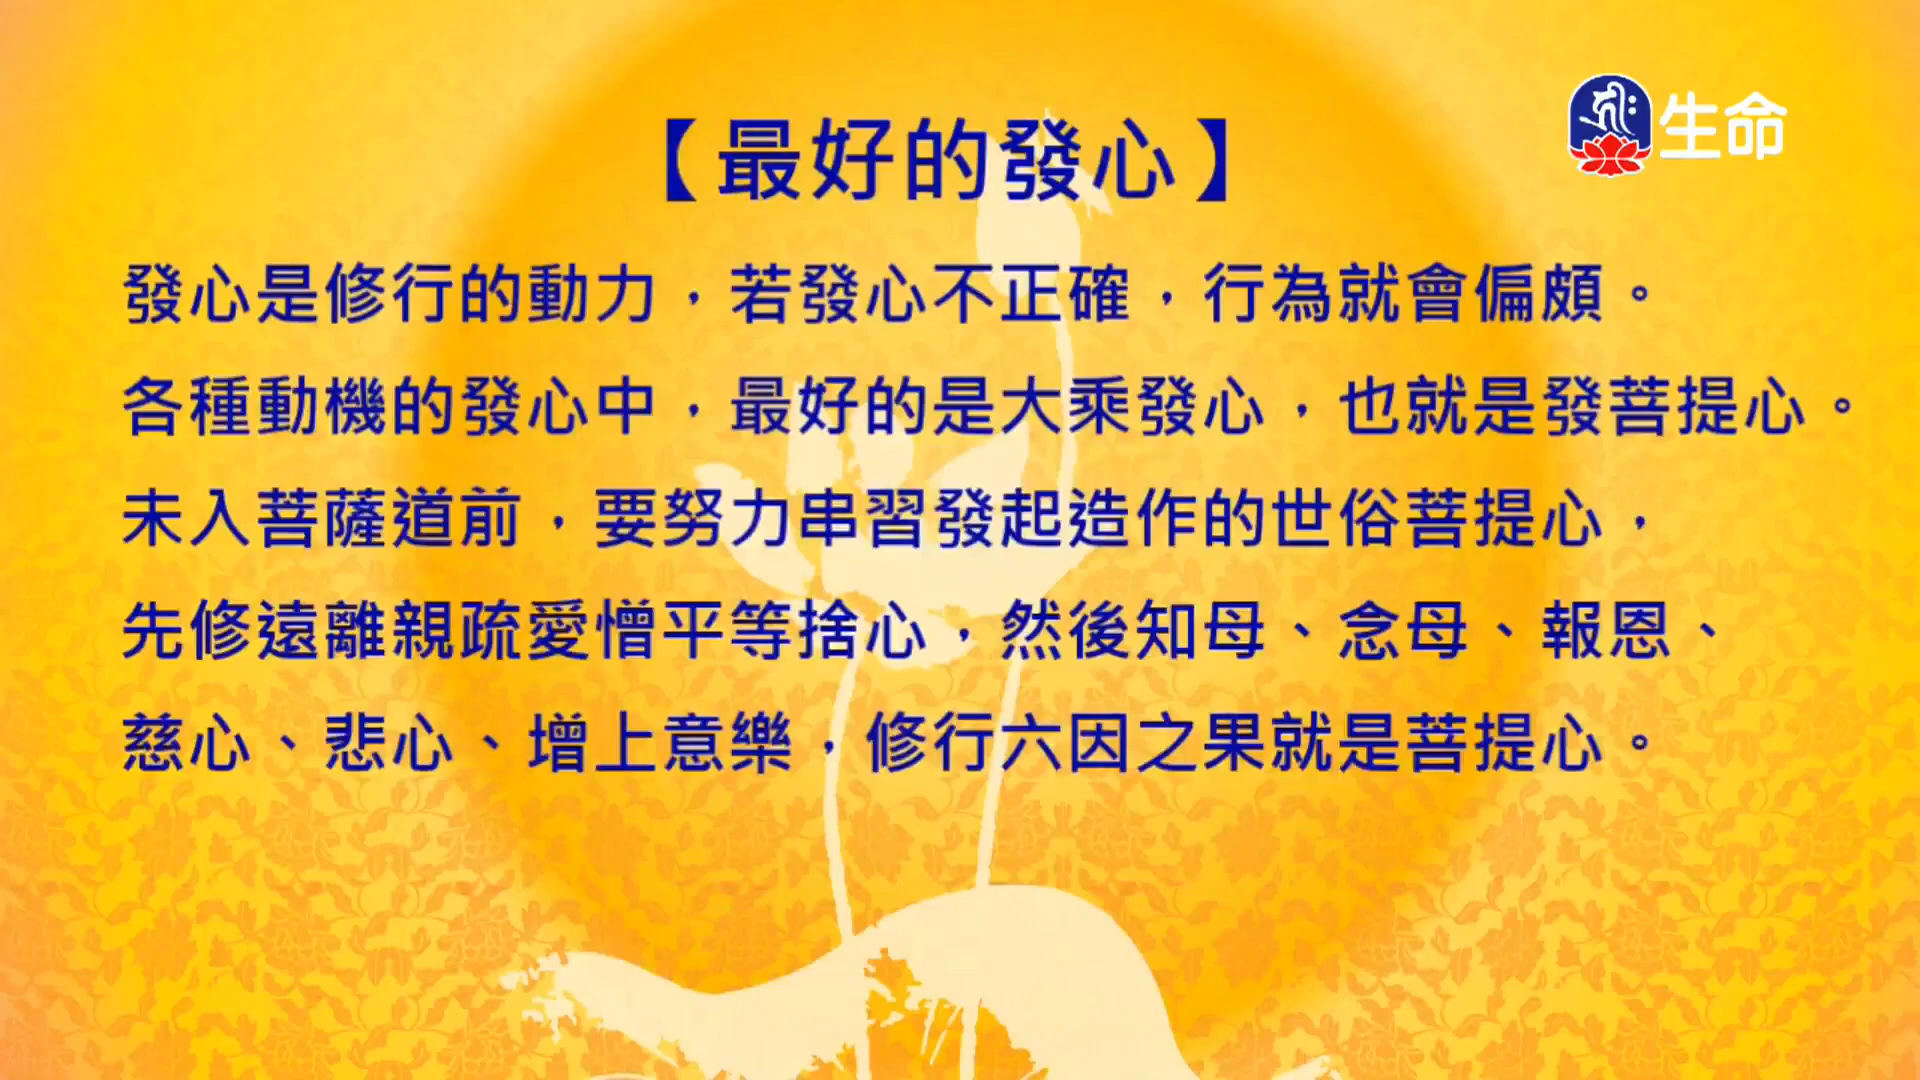 【最好的發心】
生命
發心是修行的動力，若發心不正確，行為就會偏頗。
各種動機的發心中，最好的是大乘發心，也就是發菩提心。
未入菩薩道前，要努力串習發起造作的世俗菩提心，
先修遠離親疏愛憎平等捨心，然後知母、念母、報恩、
慈心、悲心、增上意樂，修行六因之果就是菩提心。